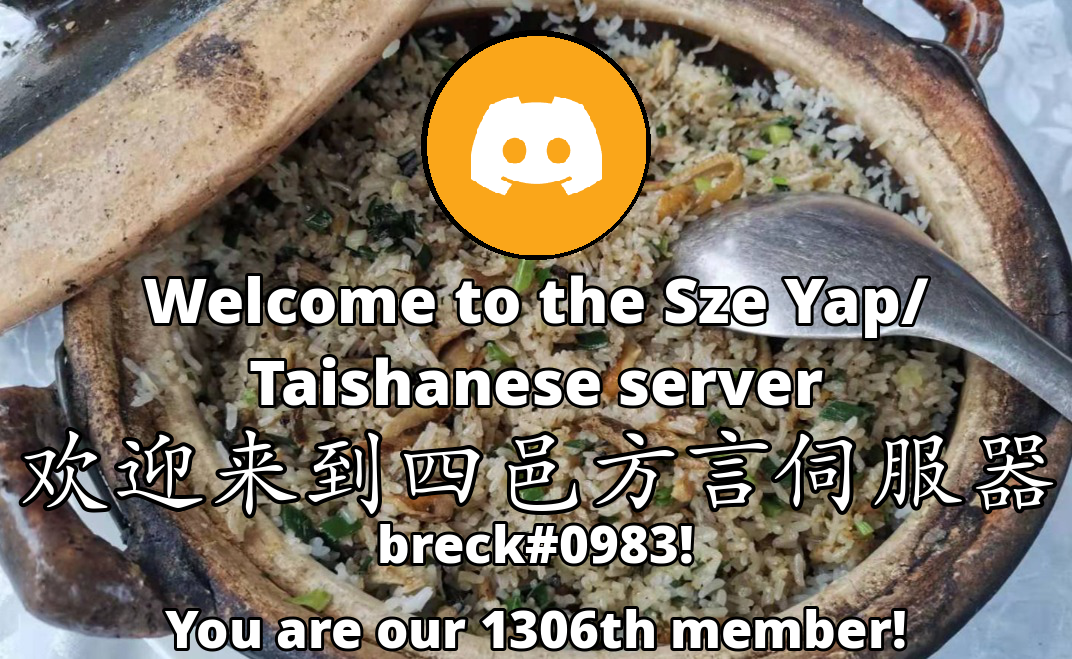 Welcome to the Sze Yap/
Taishanese server
欢迎来到四邑方言伺服器
breck#0983!
You are our 1306th member!